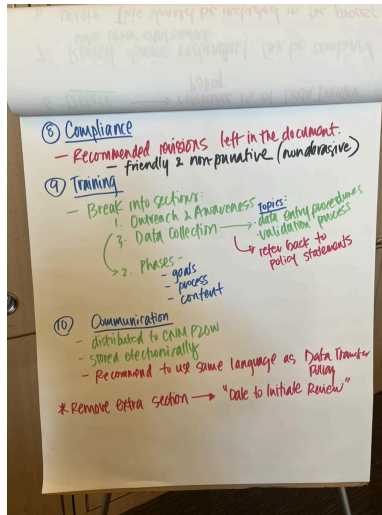 ⑧ Compliance
- Recommended revisions left in the document.
- friendly & non punative (nonabrasive)
⑨ Training
- Break into sections:
1. Outreach & Awareness
3. Data Collection → Topics:
- data entry procedures
- validation process
↳ refer back to
policy statements
2. Phases -
- goals
- process
- content
⑩ Communication
- distributed to CNM
- stored electronically
- Recommend to use same language as Data Transfer
Policy
* Remove extra section → "Date to Initiate Review"